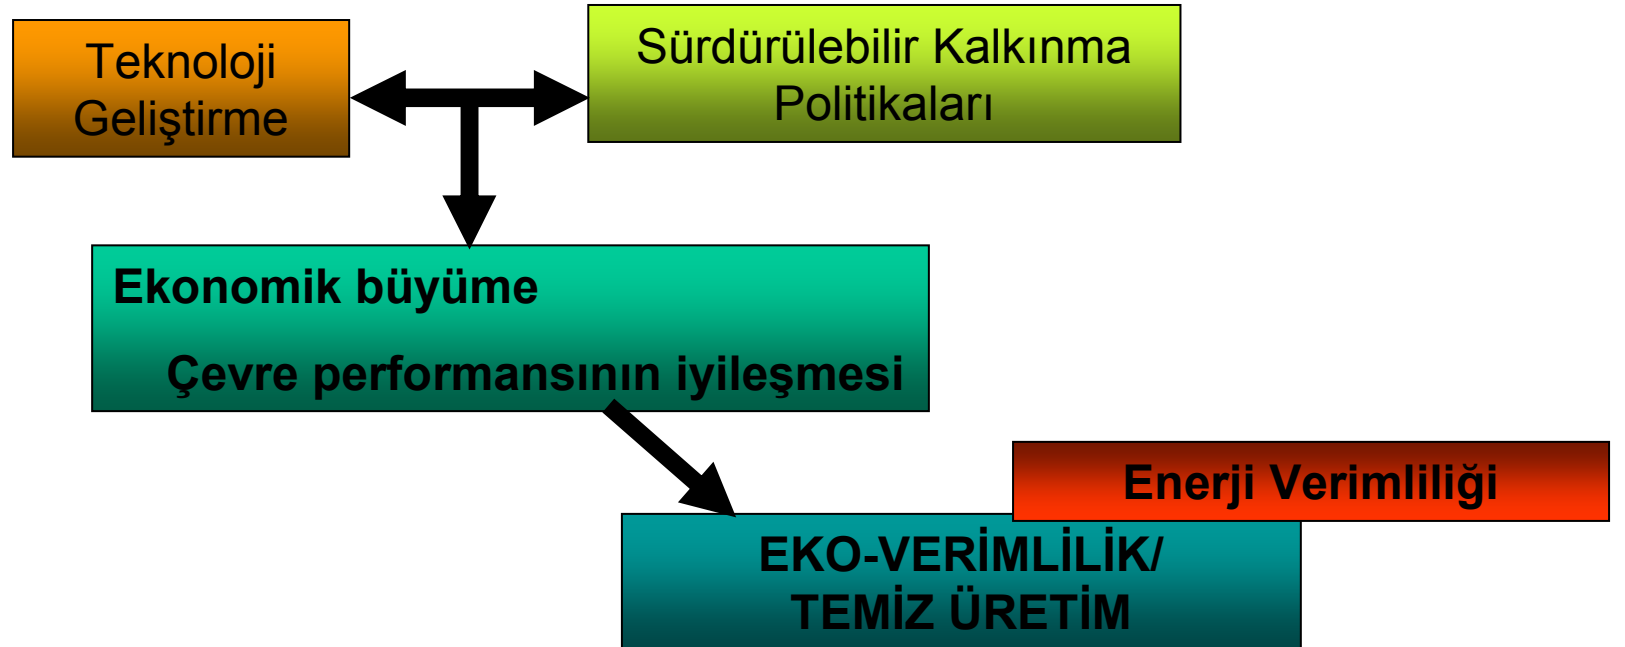 Teknoloji
Geliştirme
Sürdürülebilir Kalkınma
Politikaları
Ekonomik büyüme
Çevre performansının iyileşmesi
Enerji Verimliliği
EKO-VERİMLİLİK/
TEMİZ ÜRETİM